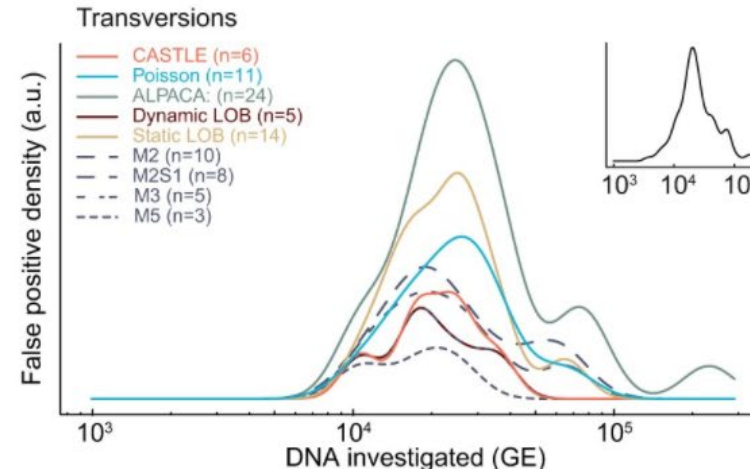 Transversions
CASTLE (n=6)
Poisson (n=11)
ALPACA: (n=24)
Dynamic LOB (n=5)
Static LOB (n=14)
M2 (n=10)
M2S1 (n=8)
M3 (n=5)
M5 (n=3)
False positive density (a.u.)
10³ 10⁴
10³ 10⁴ 10⁵
DNA investigated (GE)